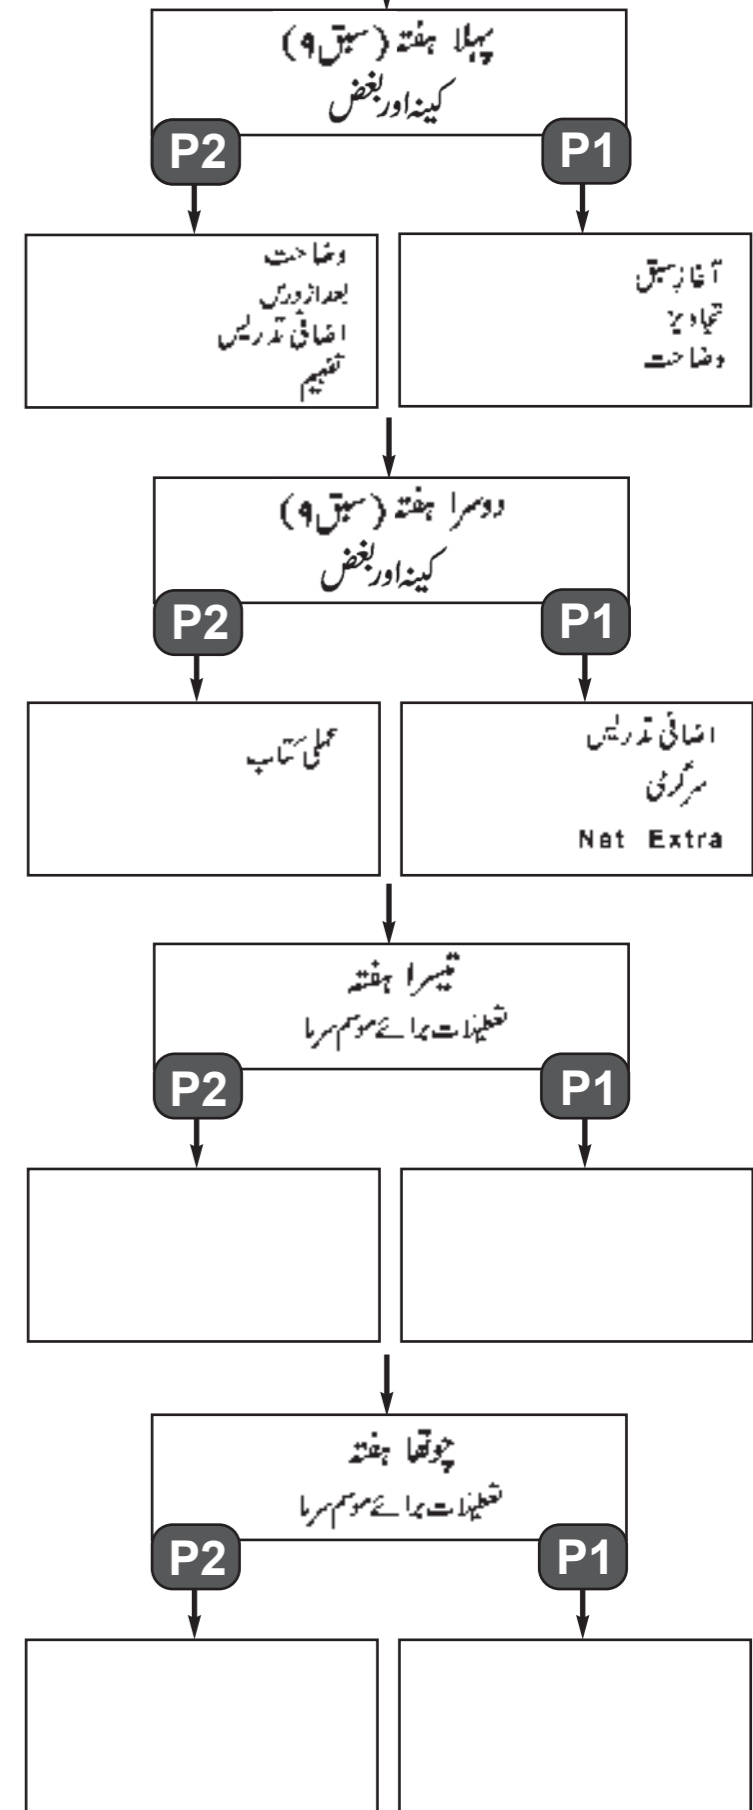 پہلا ہفتہ (سبق ۹)
کینہ اور بغض
P1
P2
آغازِ سبق
تجاویز
وضاحت
وضاحت
بعد از درس
اضافی تدریس
تفہیم
دوسرا ہفتہ (سبق ۹)
کینہ اور بغض
P1
P2
اضافی تدریس
سرگرمی
Net Extra
عملی کتاب
تیسرا ہفتہ
تعطیلات برائے موسم سرما
P1
P2
چوتھا ہفتہ
تعطیلات برائے موسم سرما
P1
P2